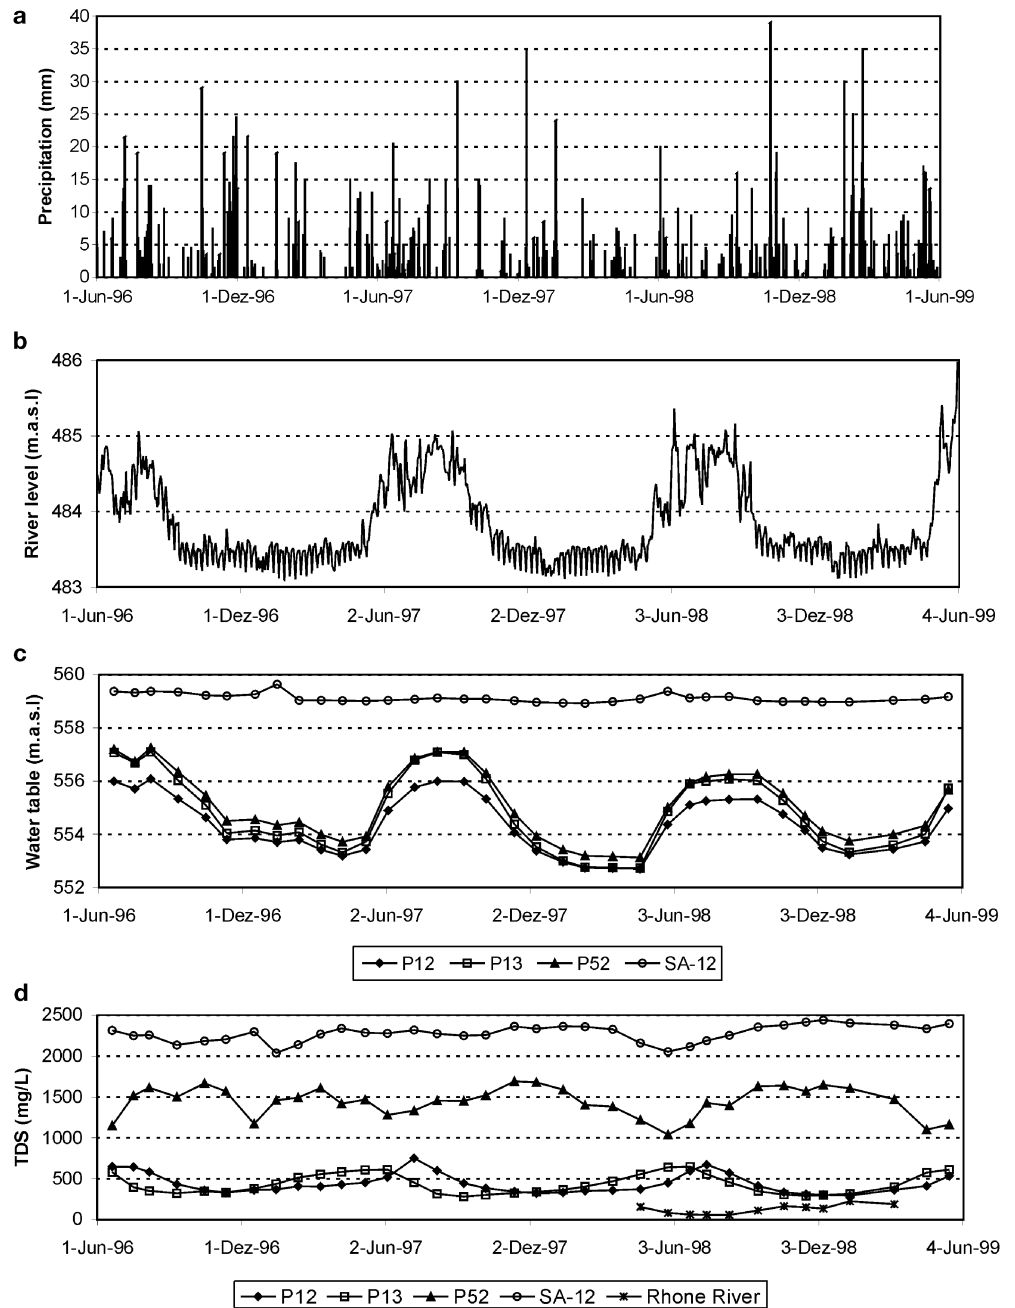 a
Precipitation (mm)
40
35
30
25
20
15
10
5
0
1-Jun-96 1-Dez-96 1-Jun-97 1-Dez-97 1-Jun-98 1-Dez-98 1-Jun-99
b
River level (m.a.s.l)
486
485
484
483
1-Jun-96 1-Dez-96 2-Jun-97 2-Dez-97 3-Jun-98 3-Dez-98 4-Jun-99
c
Water table (m.a.s.l)
560
558
556
554
552
1-Jun-96 1-Dez-96 2-Jun-97 2-Dez-97 3-Jun-98 3-Dez-98 4-Jun-99
P12 P13 P52 SA-12
d
TDS (mg/L)
2500
2000
1500
1000
500
0
1-Jun-96 1-Dez-96 2-Jun-97 2-Dez-97 3-Jun-98 3-Dez-98 4-Jun-99
P12 P13 P52 SA-12 Rhone River